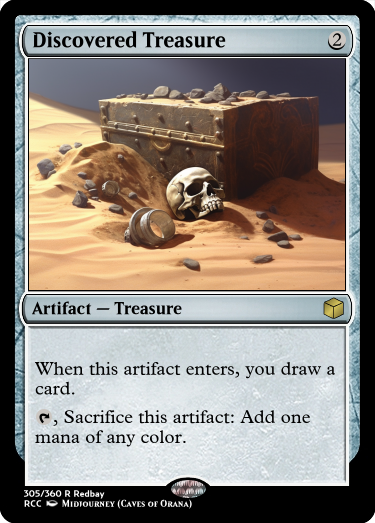 Discovered Treasure 2
Artifact — Treasure
When this artifact enters, you draw a
card.
, Sacrifice this artifact: Add one
mana of any color.
305/360 R Redbay
RCC Midjourney (Caves of Orana)